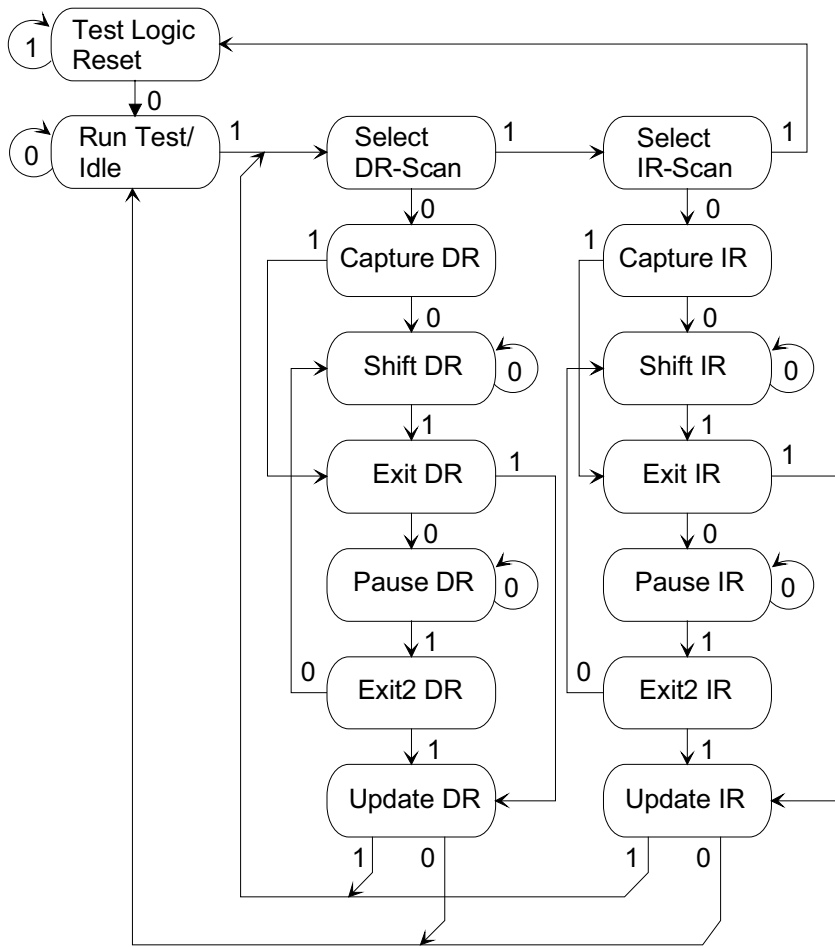 Test Logic
Reset
1
0
Run Test/
Idle
0
1
Select
DR-Scan
1
Select
IR-Scan
1
0
0
1
Capture DR
1
Capture IR
0
0
Shift DR
0
Shift IR
0
1
1
Exit DR
1
Exit IR
1
0
0
Pause DR
0
Pause IR
0
1
1
0
Exit2 DR
0
Exit2 IR
1
1
Update DR
Update IR
1
0
1
0